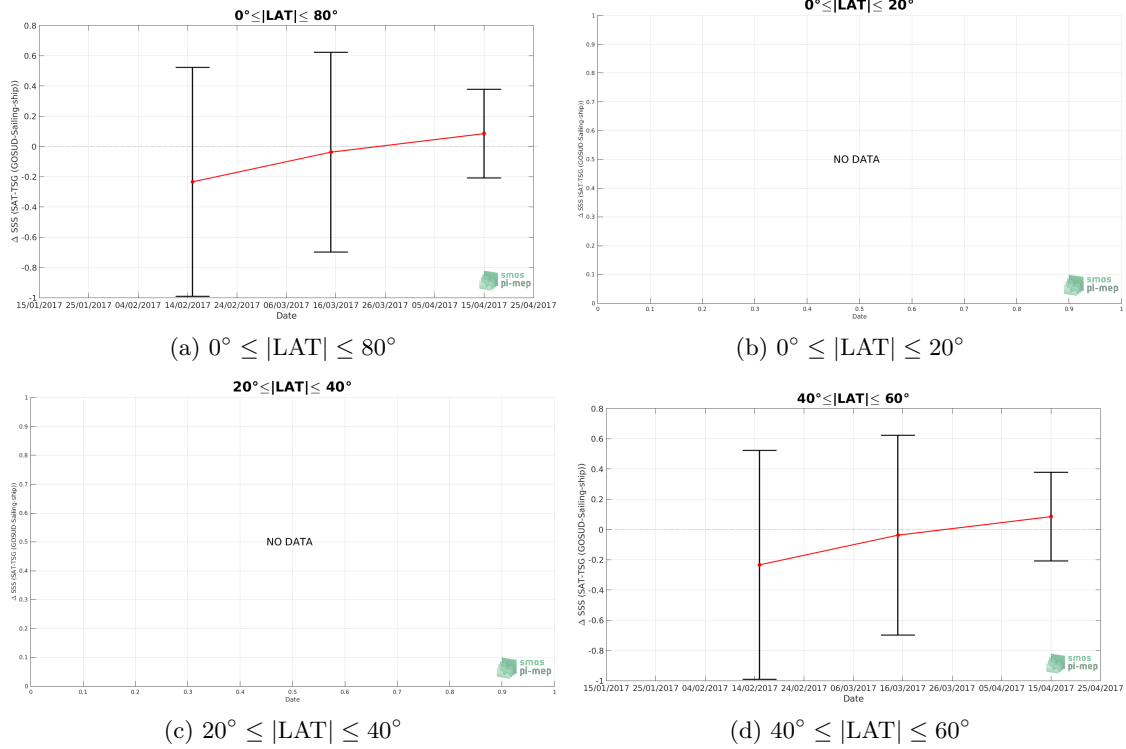 0°≤|LAT|≤ 80°
0.8
0.6
0.4
0.2
0
-0.2
-0.4
-0.6
-0.8
-1
Δ SSS (SAT-TSG (GOSUD-Sailing-ship))
15/01/2017 25/01/2017 04/02/2017 14/02/2017 24/02/2017 06/03/2017 16/03/2017 26/03/2017 05/04/2017 15/04/2017 25/04/2017
Date
smos
pi-mep
(a) 0° ≤ |LAT| ≤ 80°
0°≤|LAT|≤ 20°
1
0.9
0.8
0.7
0.6
0.5
0.4
0.3
0.2
0.1
0
Δ SSS (SAT-TSG (GOSUD-Sailing-ship))
NO DATA
0 0.1 0.2 0.3 0.4 0.5 0.6 0.7 0.8 0.9 1
Date
smos
pi-mep
(b) 0° ≤ |LAT| ≤ 20°
20°≤|LAT|≤ 40°
1
0.9
0.8
0.7
0.6
0.5
0.4
0.3
0.2
0.1
0
Δ SSS (SAT-TSG (GOSUD-Sailing-ship))
NO DATA
0 0.1 0.2 0.3 0.4 0.5 0.6 0.7 0.8 0.9 1
Date
smos
pi-mep
(c) 20° ≤ |LAT| ≤ 40°
40°≤|LAT|≤ 60°
0.8
0.6
0.4
0.2
0
-0.2
-0.4
-0.6
-0.8
-1
Δ SSS (SAT-TSG (GOSUD-Sailing-ship))
15/01/2017 25/01/2017 04/02/2017 14/02/2017 24/02/2017 06/03/2017 16/03/2017 26/03/2017 05/04/2017 15/04/2017 25/04/2017
Date
smos
pi-mep
(d) 40° ≤ |LAT| ≤ 60°